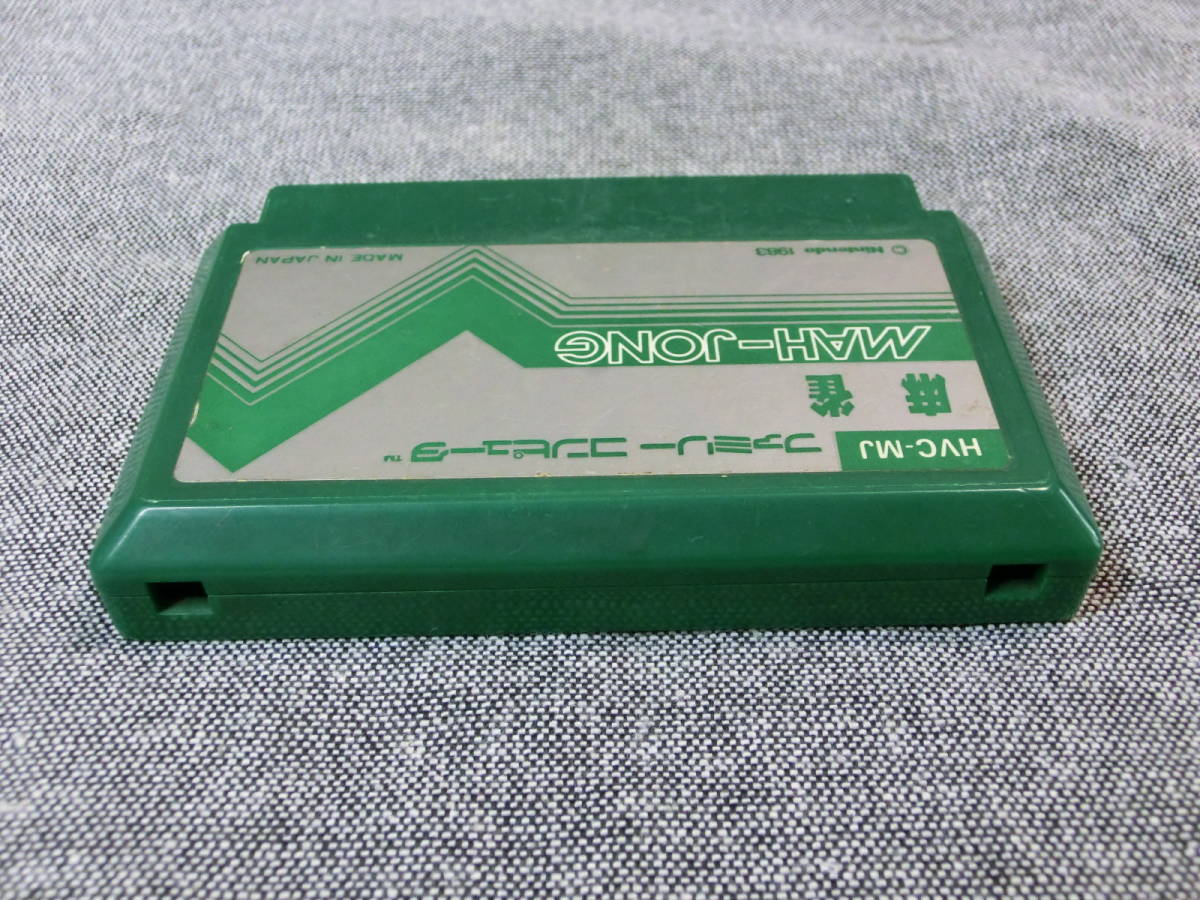 HVC-MJ
ファミリー コンピュータ™
麻雀
MAH-JONG
© Nintendo 1983
MADE IN JAPAN